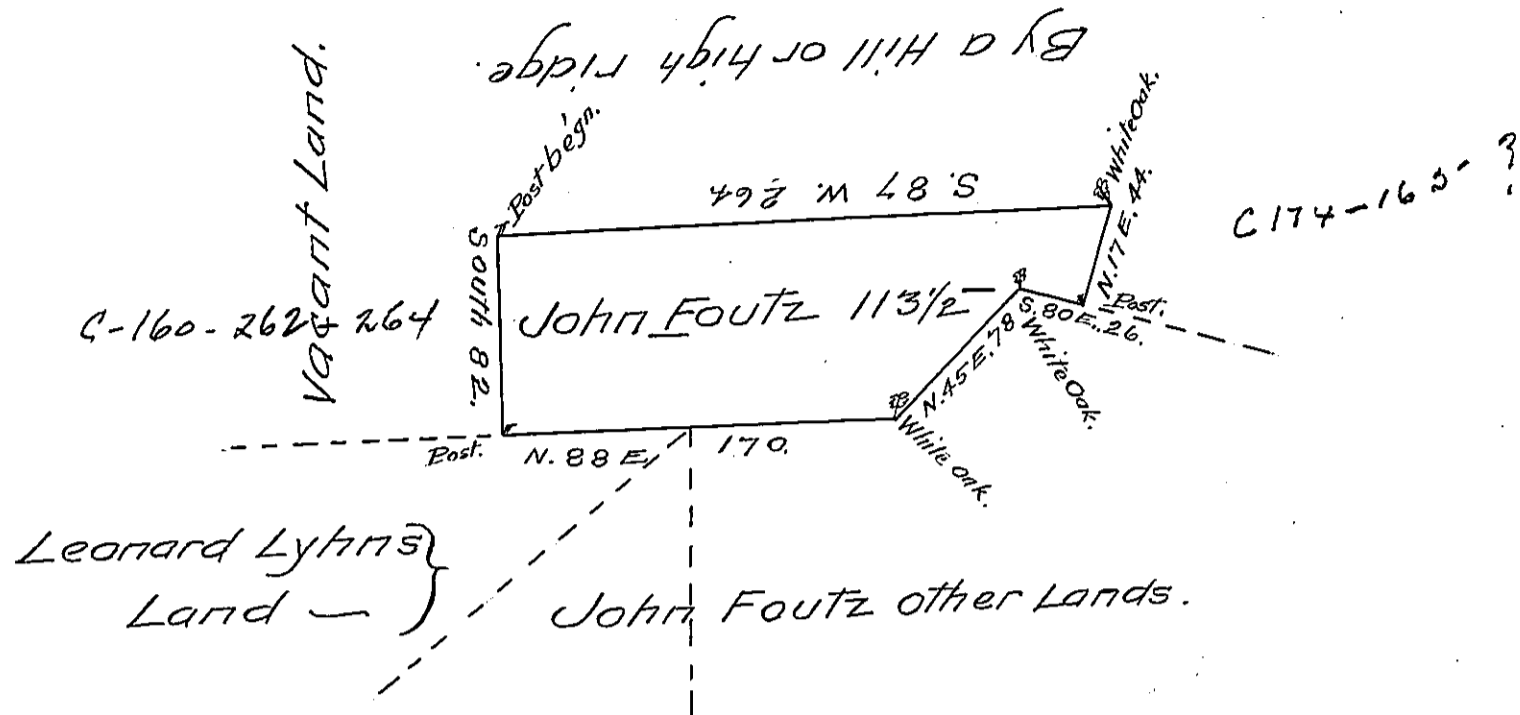 By a Hill or high ridge.
Vacant Land.
Post begn.
White Oak.
S. 87 W. 264
N. 17 E. 44.
C 174-163-?
South 82.
John Foutz 113½
C-160-262 & 264
Post.
S. 80 E. 26.
N. 45 E. 78
White Oak.
White oak.
Post.
N. 88 E, 170.
Leonard Lyhns
Land —
John Foutz other Lands.